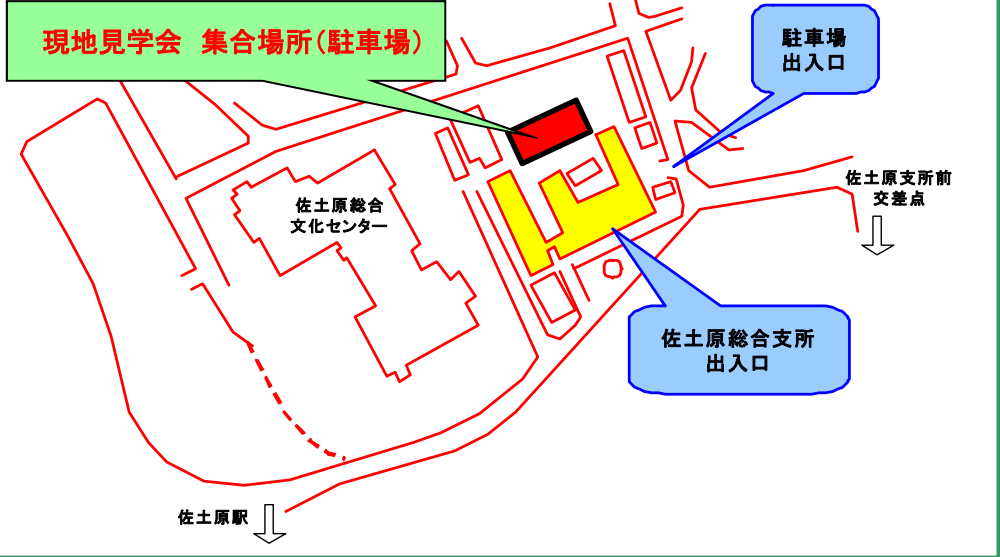 現地見学会 集合場所(駐車場)
駐車場
出入口
佐土原支所前
交差点
佐土原総合
文化センター
佐土原総合支所
出入口
佐土原駅